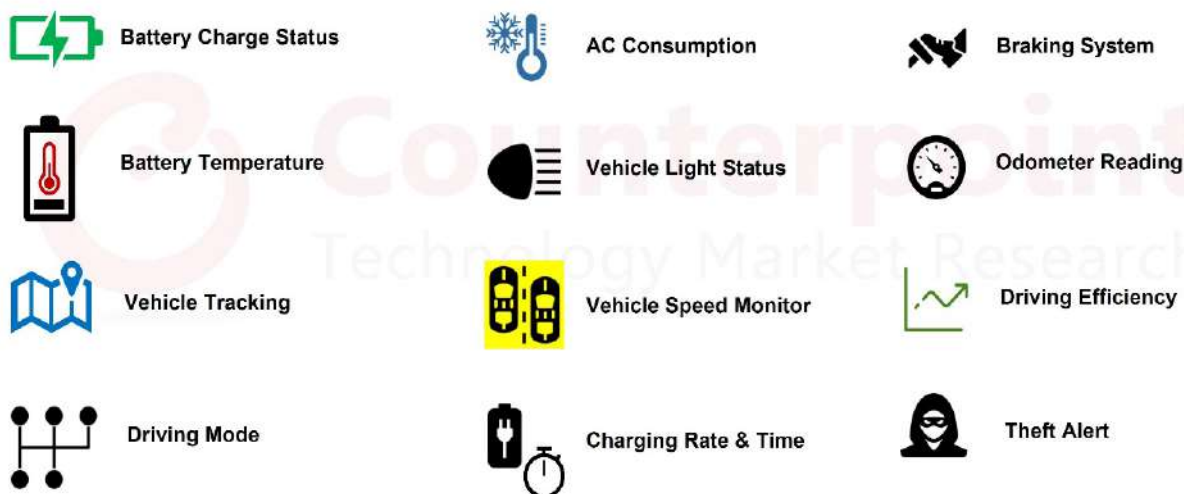 Battery Charge Status
AC Consumption
Braking System
Battery Temperature
Vehicle Light Status
Odometer Reading
Vehicle Tracking
Vehicle Speed Monitor
Driving Efficiency
Driving Mode
Charging Rate & Time
Theft Alert
Counterpoint
Technology Market Research